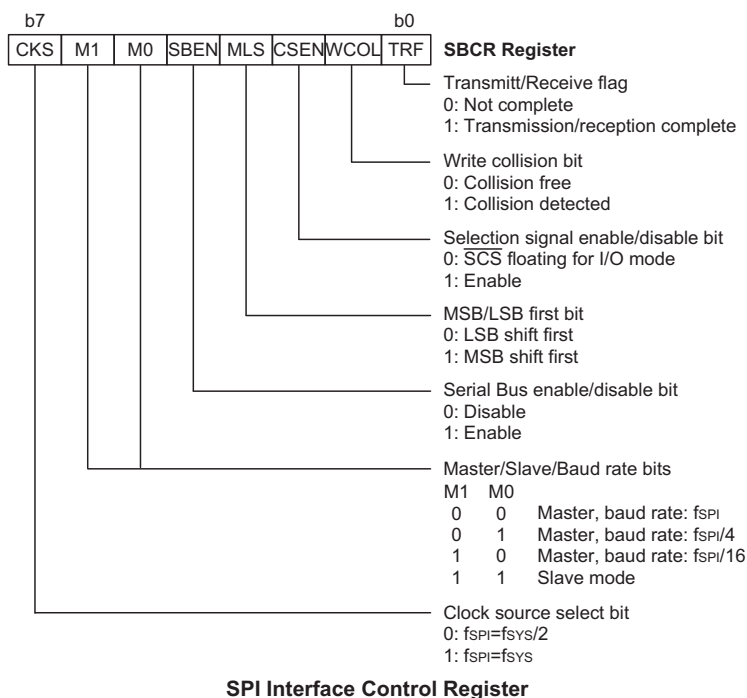 b7 b0
CKS M1 M0 SBEN MLS CSEN WCOL TRF SBCR Register
Transmitt/Receive flag
0: Not complete
1: Transmission/reception complete
Write collision bit
0: Collision free
1: Collision detected
Selection signal enable/disable bit
0: SCS floating for I/O mode
1: Enable
MSB/LSB first bit
0: LSB shift first
1: MSB shift first
Serial Bus enable/disable bit
0: Disable
1: Enable
Master/Slave/Baud rate bits
M1 M0
0 0 Master, baud rate: fSPI
0 1 Master, baud rate: fSPI/4
1 0 Master, baud rate: fSPI/16
1 1 Slave mode
Clock source select bit
0: fSPI=fSYS/2
1: fSPI=fSYS
SPI Interface Control Register